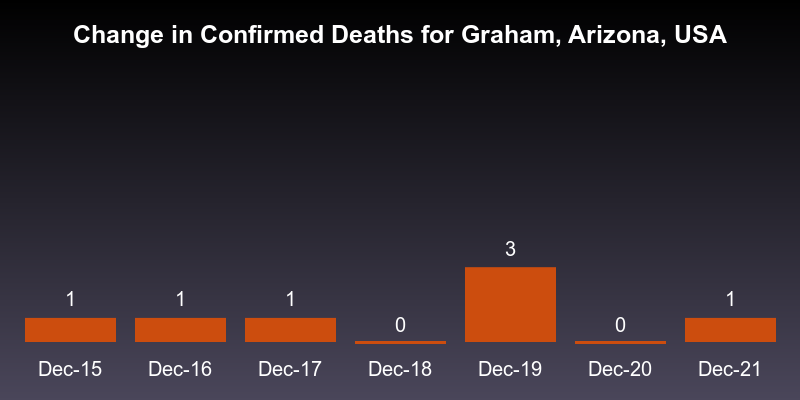 Change in Confirmed Deaths for Graham, Arizona, USA
3
1 1 1 1
0 0
Dec-15 Dec-16 Dec-17 Dec-18 Dec-19 Dec-20 Dec-21